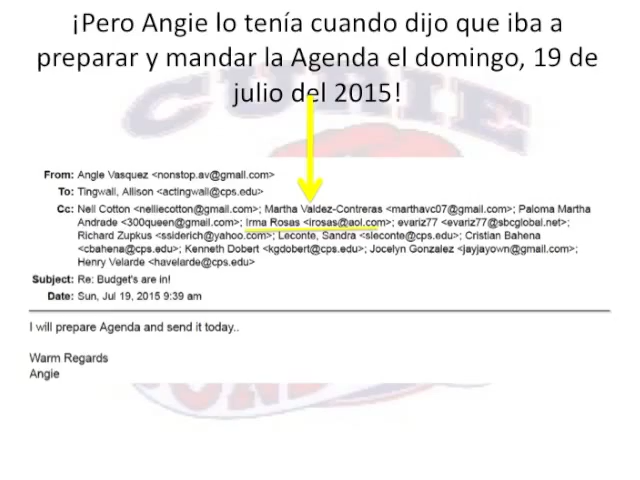 ¡Pero Angie lo tenía cuando dijo que iba a
preparar y mandar la Agenda el domingo, 19 de
julio del 2015!
From: Angie Vasquez <nonstop.av@gmail.com>
To: Tingwall, Allison <actingwall@cps.edu>
Cc: Nell Cotton <nelliecotton@gmail.com>; Martha Valdez-Contreras <marthavc07@gmail.com>; Paloma Martha
Andrade <300queen@gmail.com>; Irma Rosas <irosas@aol.com>; evariz77 <evariz77@sbcglobal.net>;
Richard Zupkus <ssiderich@yahoo.com>; Leconte, Sandra <sleconte@cps.edu>; Cristian Bahena
<cbahena@cps.edu>; Kenneth Dobert <kgdobert@cps.edu>; Jocelyn Gonzalez <jayjayown@gmail.com>;
Henry Velarde <havelarde@cps.edu>
Subject: Re: Budget's are in!
Date: Sun, Jul 19, 2015 9:39 am
I will prepare Agenda and send it today..
Warm Regards
Angie